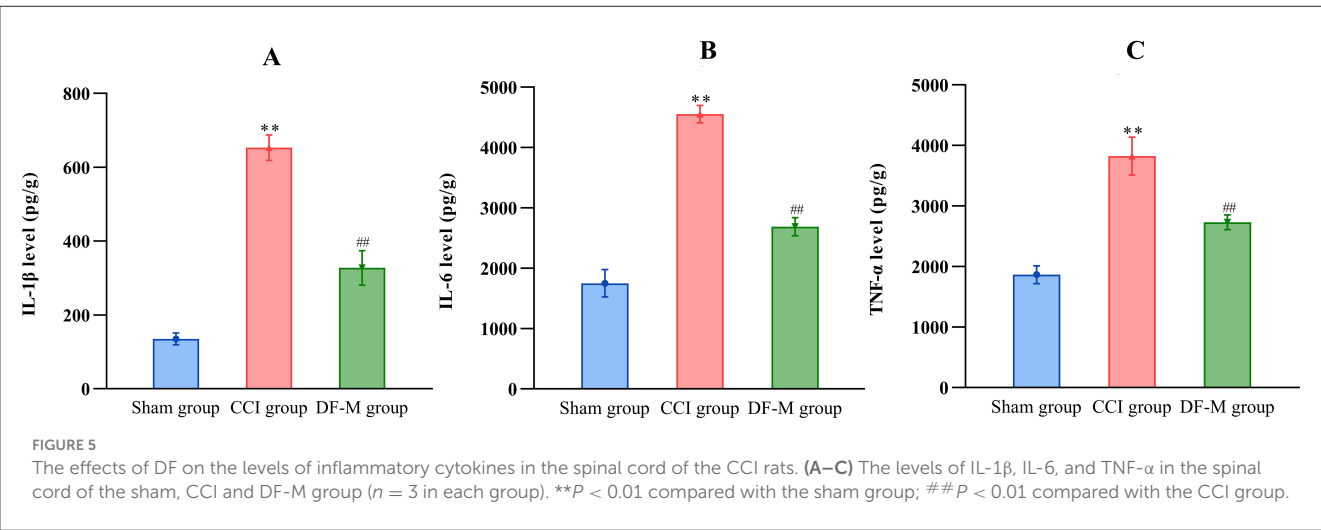 A
800
600
400
200
0
IL-1β level (pg/g)
**
##
Sham group CCI group DF-M group
B
5000
4000
3000
2000
1000
0
IL-6 level (pg/g)
**
##
Sham group CCI group DF-M group
C
5000
4000
3000
2000
1000
0
TNF-α level (pg/g)
**
##
Sham group CCI group DF-M group
FIGURE 5
The effects of DF on the levels of inflammatory cytokines in the spinal cord of the CCI rats. (A–C) The levels of IL-1β, IL-6, and TNF-α in the spinal
cord of the sham, CCI and DF-M group (n = 3 in each group). **P < 0.01 compared with the sham group; ##P < 0.01 compared with the CCI group.